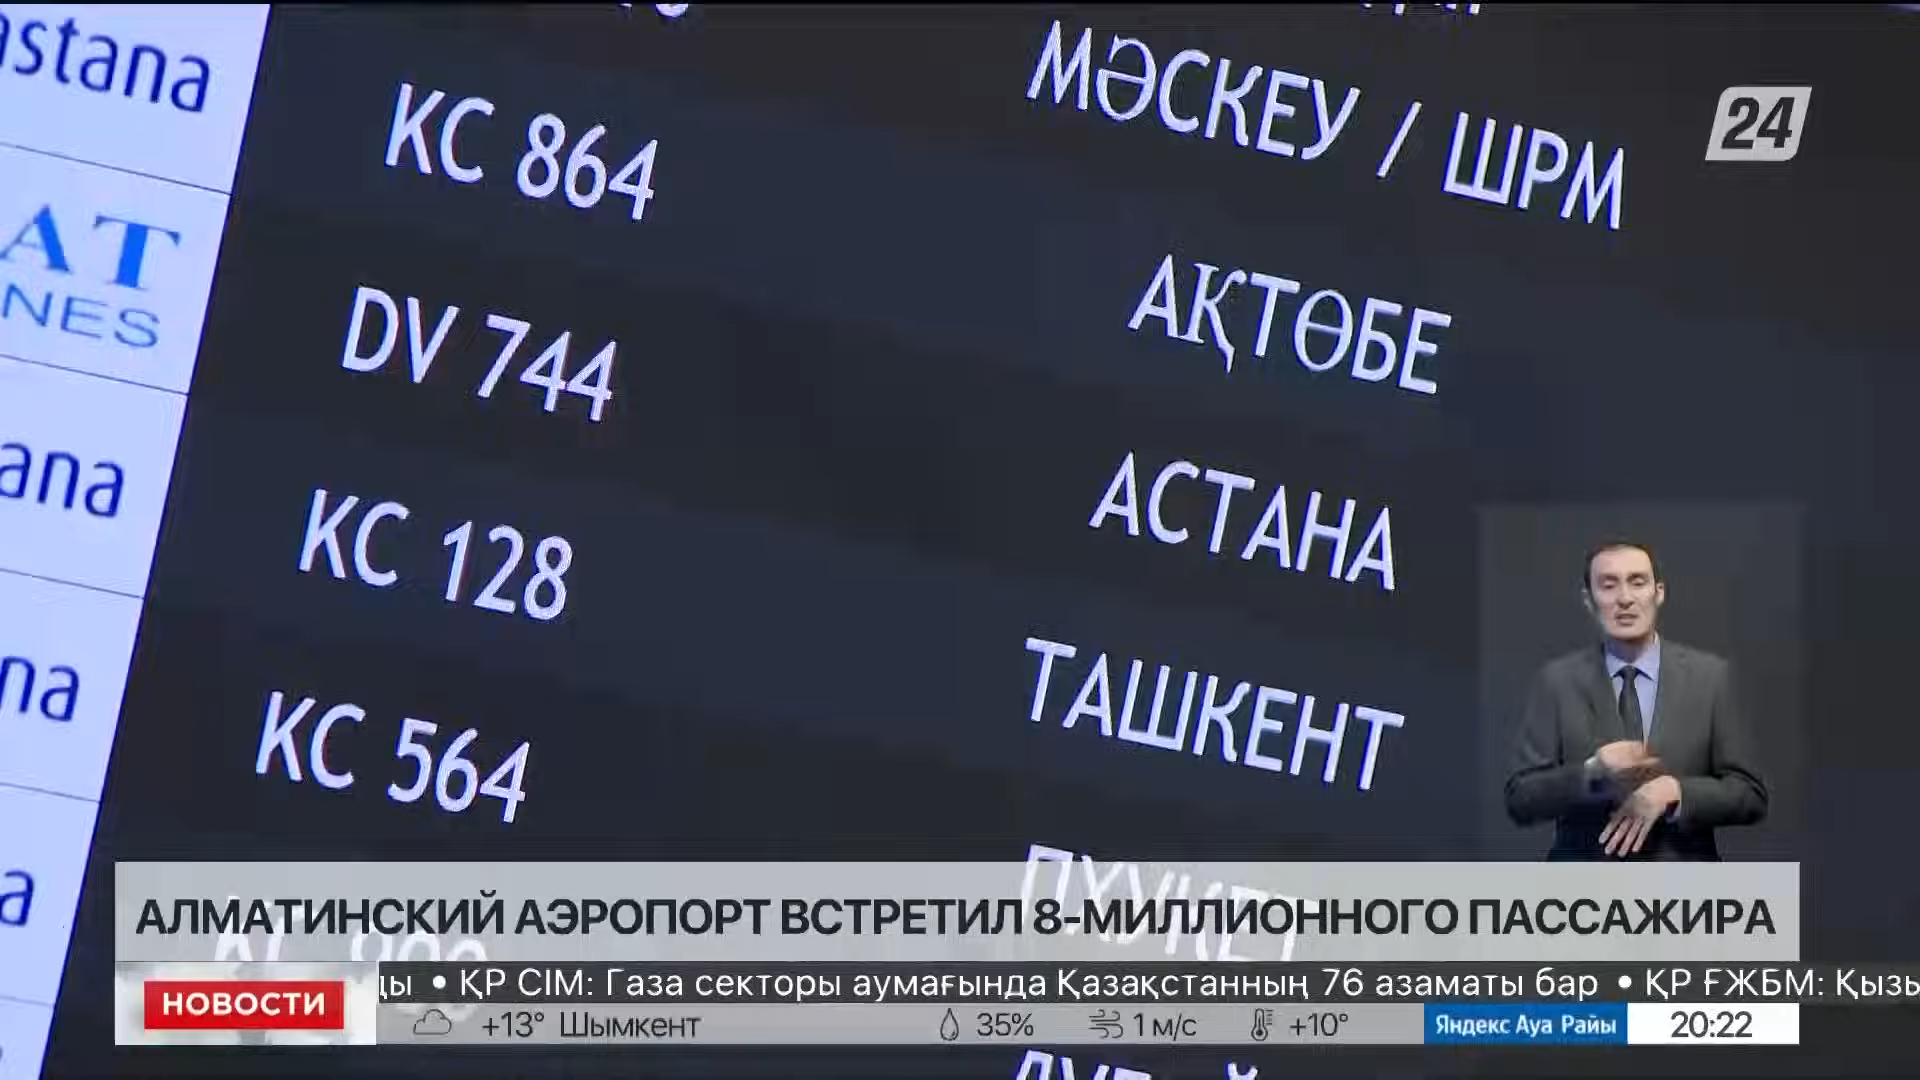 astana
KC 864
МӘСКЕУ / ШРМ
24
AT
NES
DV 744
АҚТӨБЕ
ana
KC 128
АСТАНА
na
KC 564
ТАШКЕНТ
a
ПХУКЕТ
АЛМАТИНСКИЙ АЭРОПОРТ ВСТРЕТИЛ 8-МИЛЛИОННОГО ПАССАЖИРА
НОВОСТИ
ды • ҚР СІМ: Газа секторы аумағында Қазақстанның 76 азаматы бар • ҚР ҒЖБМ: Қызы
+13° Шымкент 35% 1 м/с +10° Яндекс Ауа Райы 20:22